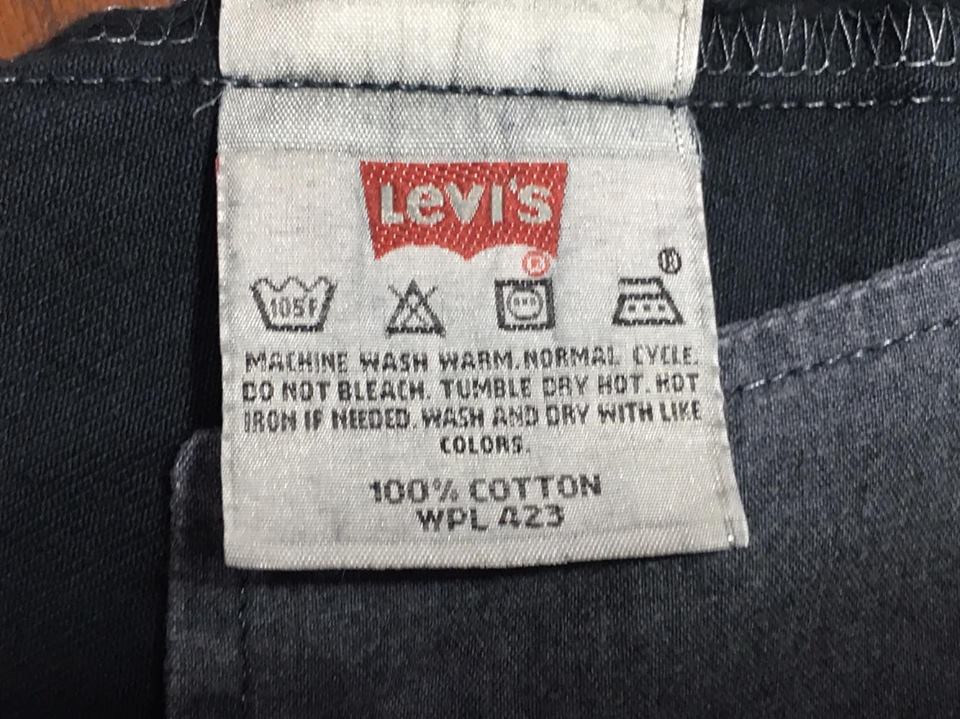 Levi's
®
®
105F
MACHINE WASH WARM. NORMAL CYCLE.
DO NOT BLEACH. TUMBLE DRY HOT. HOT
IRON IF NEEDED. WASH AND DRY WITH LIKE
COLORS.
100% COTTON
WPL 423